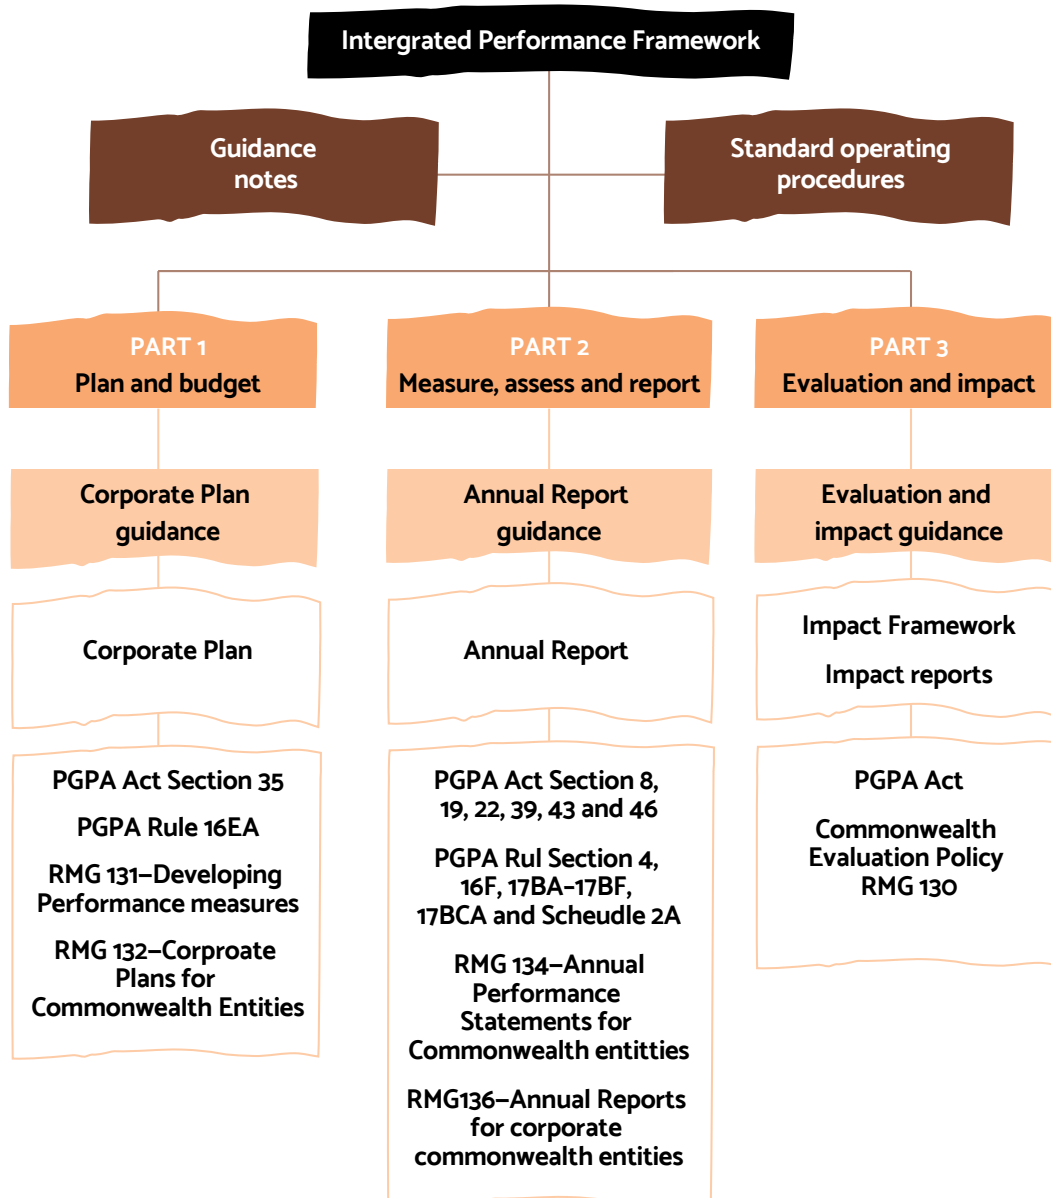 Intergrated Performance Framework
Guidance
notes
Standard operating
procedures
PART 1
Plan and budget
PART 2
Measure, assess and report
PART 3
Evaluation and impact
Corporate Plan
guidance
Annual Report
guidance
Evaluation and
impact guidance
Corporate Plan
Annual Report
Impact Framework
Impact reports
PGPA Act Section 35
PGPA Rule 16EA
RMG 131–Developing
Performance measures
RMG 132–Corproate
Plans for
Commonwealth Entities
PGPA Act Section 8,
19, 22, 39, 43 and 46
PGPA Rul Section 4,
16F, 17BA–17BF,
17BCA and Scheudle 2A
RMG 134–Annual
Performance
Statements for
Commonwealth entitties
RMG136–Annual Reports
for corporate
commonwealth entities
PGPA Act
Commonwealth
Evaluation Policy
RMG 130